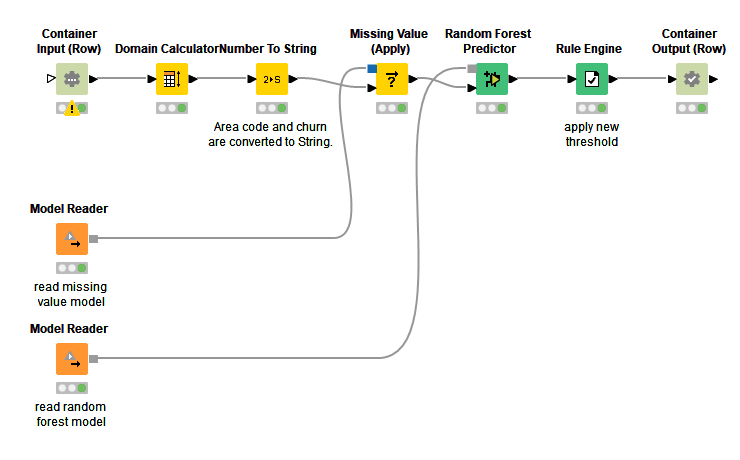 Container
Input (Row)
Domain Calculator
Number To String
2 S
Area code and churn
are converted to String.
Missing Value
(Apply)
?
Random Forest
Predictor
Rule Engine
apply new
threshold
Container
Output (Row)
Model Reader
read missing
value model
Model Reader
read random
forest model